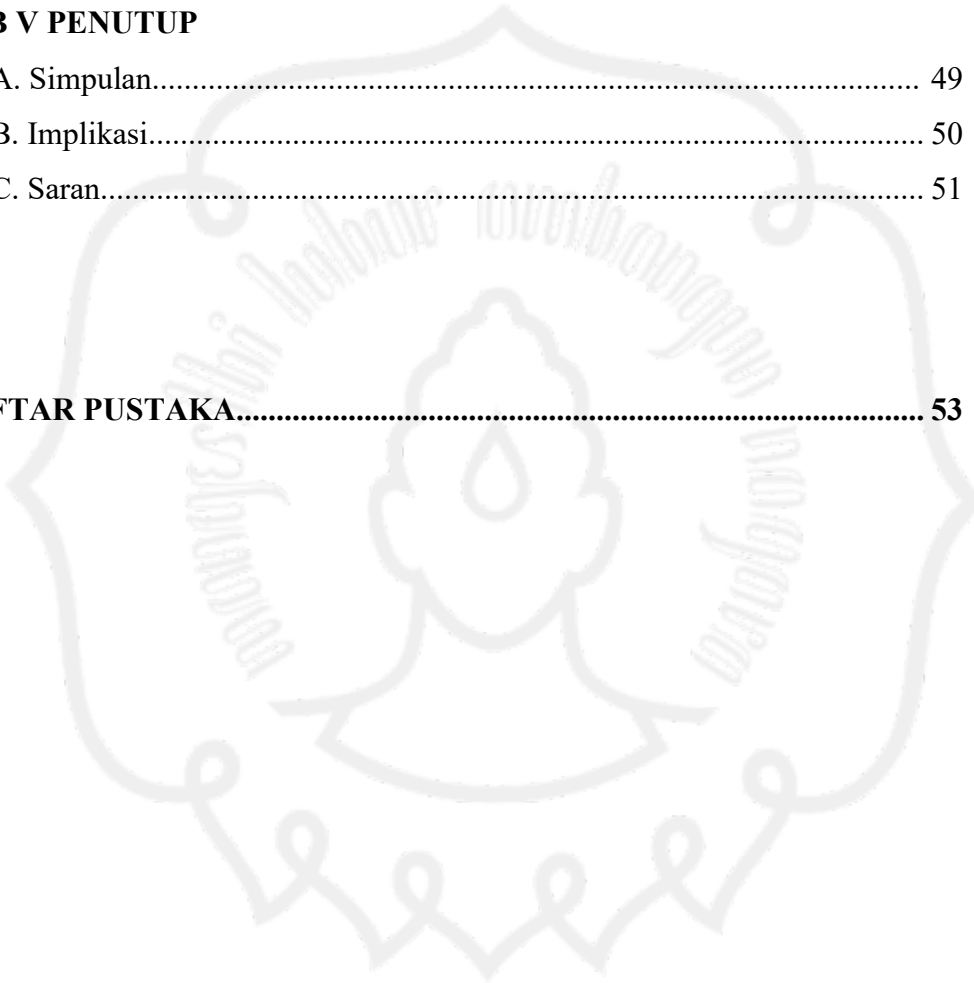 B V PENUTUP
A. Simpulan.................................................................................................. 49
B. Implikasi.................................................................................................. 50
C. Saran........................................................................................................ 51
FTAR PUSTAKA....................................................................................... 53